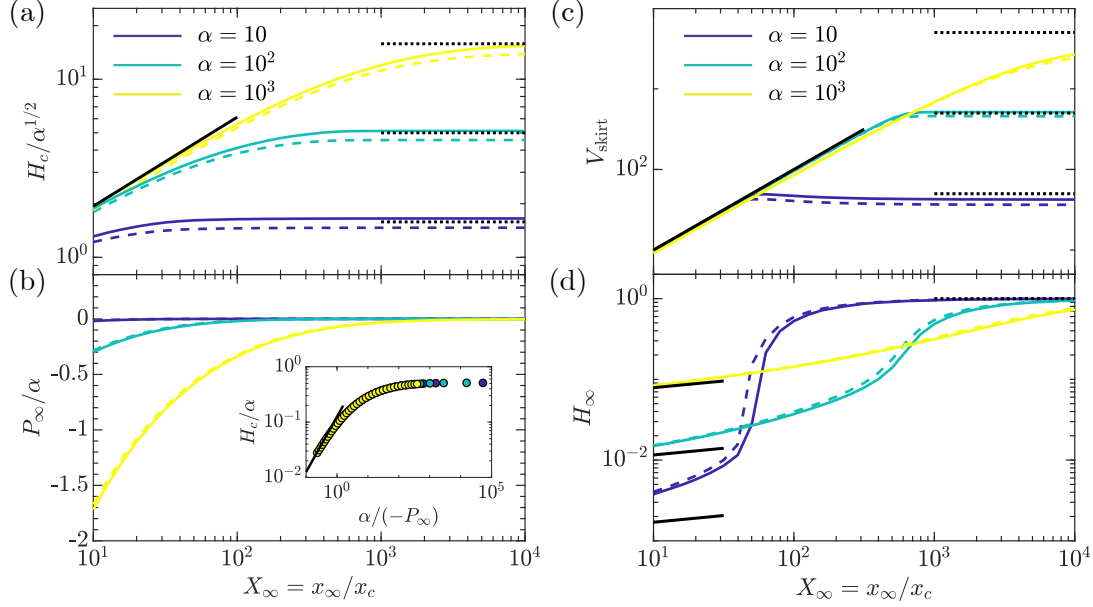 (a)
H_c/α^{1/2}
10^1
10^0
α = 10
α = 10^2
α = 10^3
(b)
P_∞/α
0
-0.5
-1
-1.5
-2
10^1
10^2
10^3
10^4
X_∞ = x_∞/x_c
H_c/α
10^0
10^{-1}
10^{-2}
10^0
10^5
α/(−P_∞)
(c)
V_skirt
10^2
α = 10
α = 10^2
α = 10^3
(d)
H_∞
10^0
10^{-2}
10^1
10^2
10^3
10^4
X_∞ = x_∞/x_c